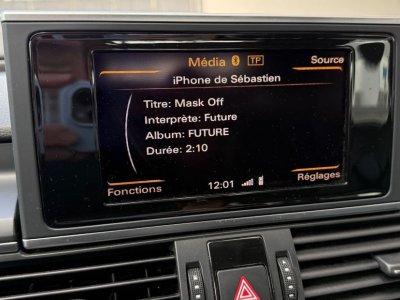 Média TP Source
iPhone de Sébastien
Titre: Mask Off
Interprète: Future
Album: FUTURE
Durée: 2:10
Fonctions 12:01 Réglages